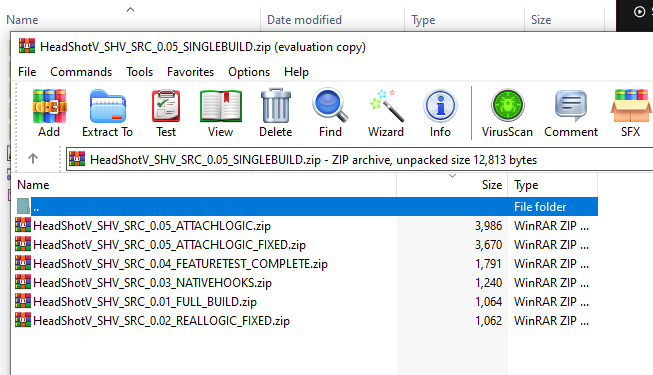 Name Date modified Type Size
HeadShotV_SHV_SRC_0.05_SINGLEBUILD.zip (evaluation copy)
File Commands Tools Favorites Options Help
Add Extract To Test View Delete Find Wizard Info VirusScan Comment SFX
HeadShotV_SHV_SRC_0.05_SINGLEBUILD.zip - ZIP archive, unpacked size 12,813 bytes
Name Size Type
.. File folder
HeadShotV_SHV_SRC_0.05_ATTACHLOGIC.zip 3,986 WinRAR ZIP ...
HeadShotV_SHV_SRC_0.05_ATTACHLOGIC_FIXED.zip 3,670 WinRAR ZIP ...
HeadShotV_SHV_SRC_0.04_FEATURETEST_COMPLETE.zip 1,791 WinRAR ZIP ...
HeadShotV_SHV_SRC_0.03_NATIVEHOOKS.zip 1,240 WinRAR ZIP ...
HeadShotV_SHV_SRC_0.01_FULL_BUILD.zip 1,064 WinRAR ZIP ...
HeadShotV_SHV_SRC_0.02_REALLOGIC_FIXED.zip 1,062 WinRAR ZIP ...